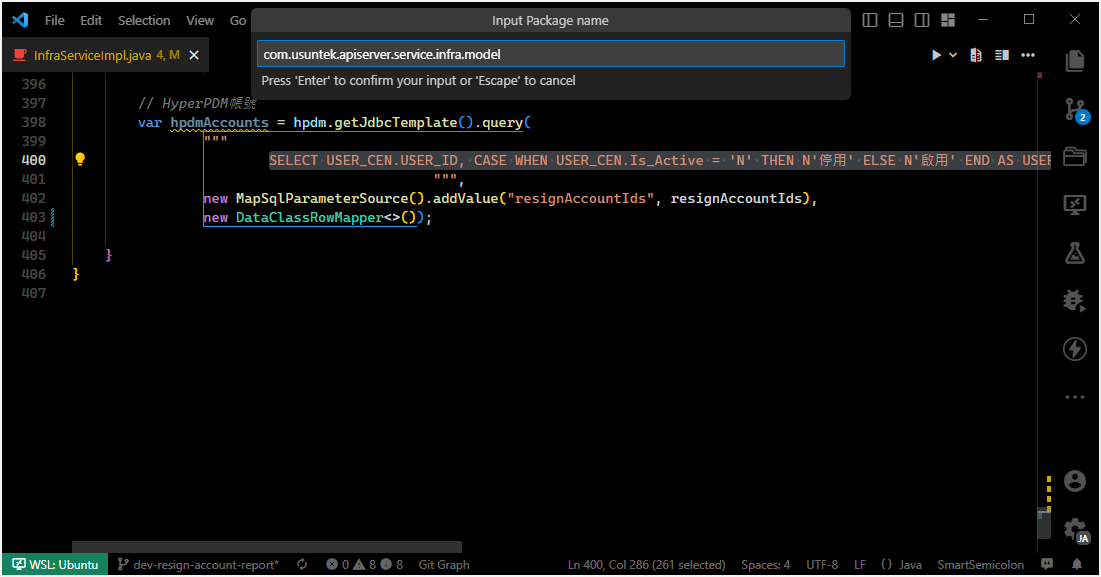 File Edit Selection View Go
Input Package name
com.usuntek.apiserver.service.infra.model
Press 'Enter' to confirm your input or 'Escape' to cancel
InfraServiceImpl.java 4, M
396
397 // HyperPDM帳號
398 var hpdmAccounts = hpdm.getJdbcTemplate().query(
399 """
400 SELECT USER_CEN.USER_ID, CASE WHEN USER_CEN.Is_Active = 'N' THEN N'停用' ELSE N'啟用' END AS USER
401 """,
402 new MapSqlParameterSource().addValue("resignAccountIds", resignAccountIds),
403 new DataClassRowMapper<>());
404
405 }
406 }
407
2
JA
WSL: Ubuntu dev-resign-account-report* 0 8 8 Git Graph Ln 400, Col 286 (261 selected) Spaces: 4 UTF-8 LF {} Java SmartSemicolon